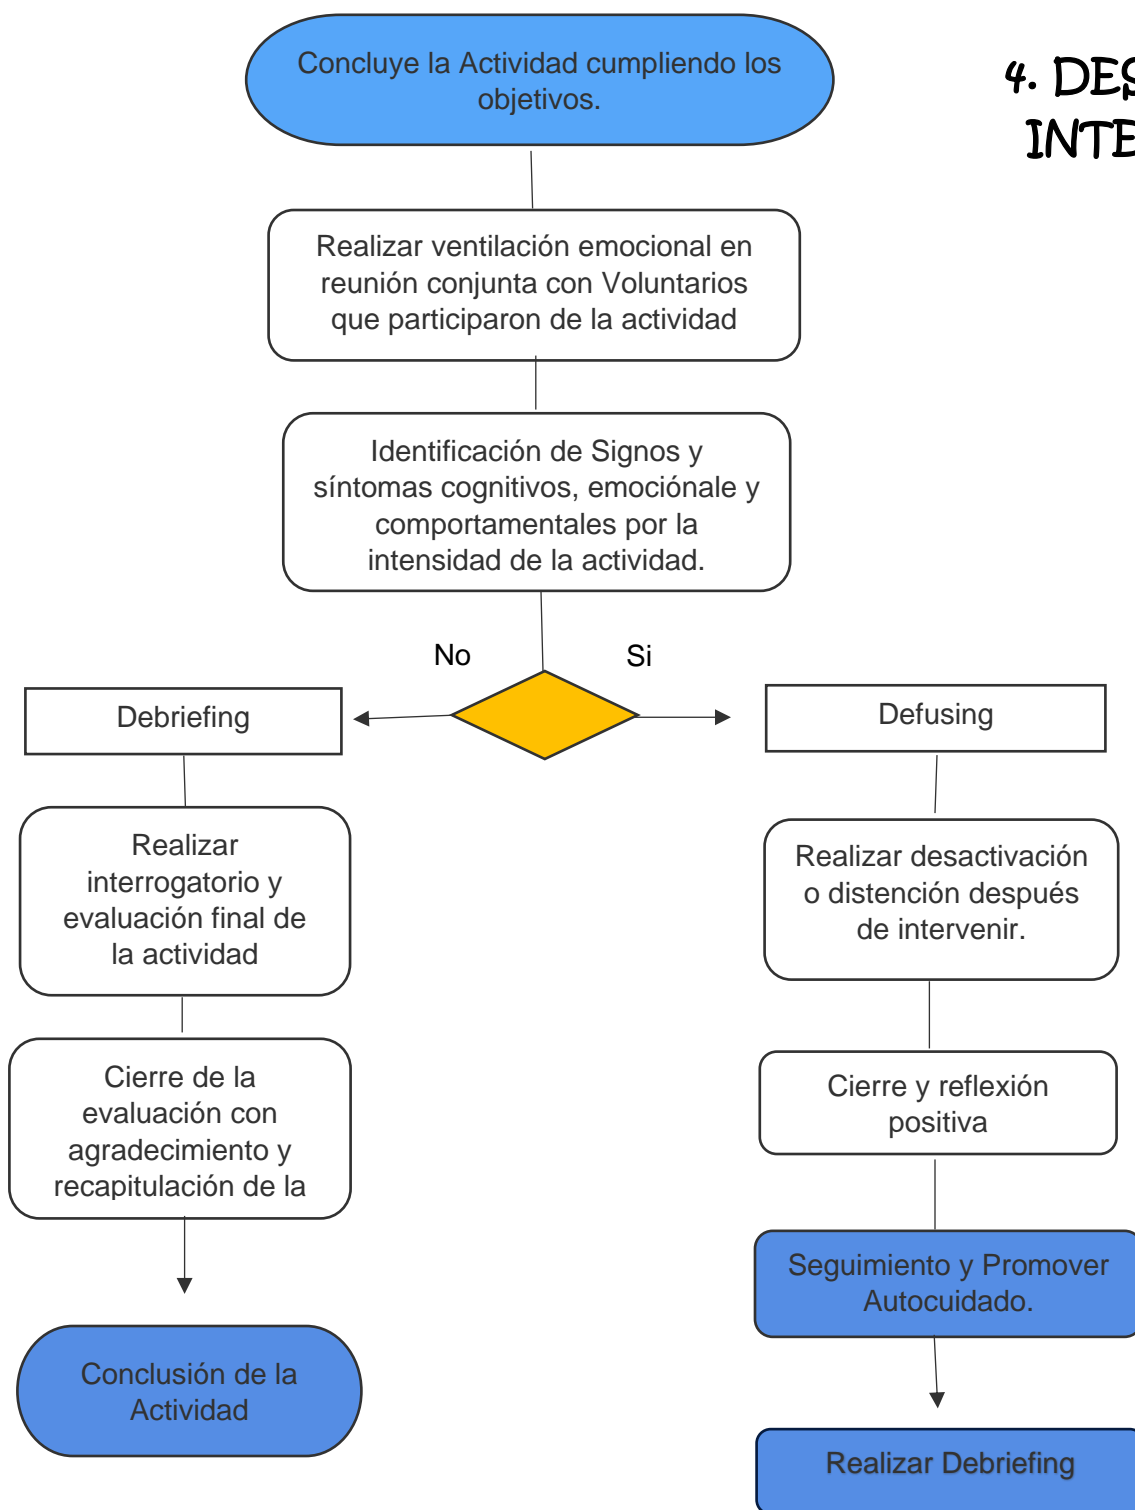 Concluye la Actividad cumpliendo los
objetivos.
4. DES
INTE
Realizar ventilación emocional en
reunión conjunta con Voluntarios
que participaron de la actividad
Identificación de Signos y
síntomas cognitivos, emociónale y
comportamentales por la
intensidad de la actividad.
No
Si
Debriefing
Defusing
Realizar
interrogatorio y
evaluación final de
la actividad
Realizar desactivación
o distención después
de intervenir.
Cierre de la
evaluación con
agradecimiento y
recapitulación de la
Cierre y reflexión
positiva
Seguimiento y Promover
Autocuidado.
Conclusión de la
Actividad
Realizar Debriefing